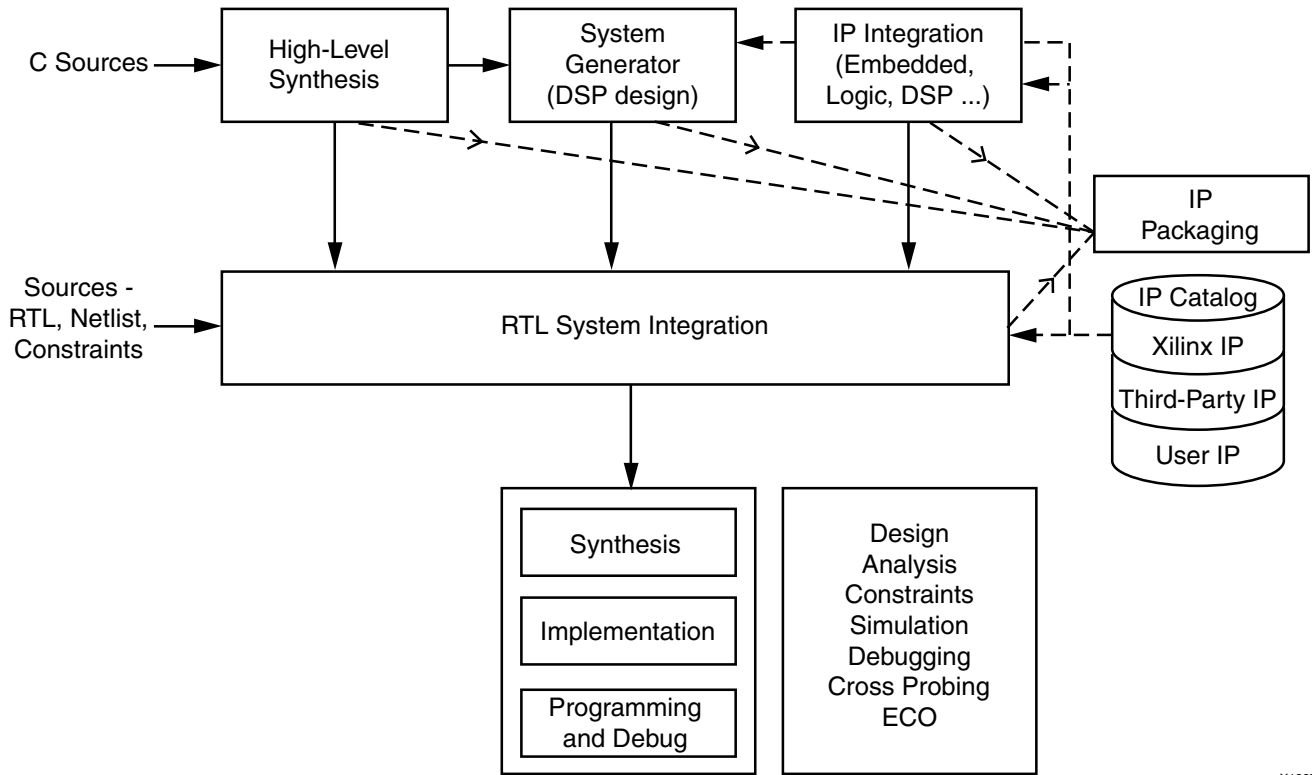 C Sources
High-Level
Synthesis
System
Generator
(DSP design)
IP Integration
(Embedded,
Logic, DSP ...)
IP
Packaging
Sources -
RTL, Netlist,
Constraints
RTL System Integration
IP Catalog
Xilinx IP
Third-Party IP
User IP
Synthesis
Implementation
Programming
and Debug
Design
Analysis
Constraints
Simulation
Debugging
Cross Probing
ECO